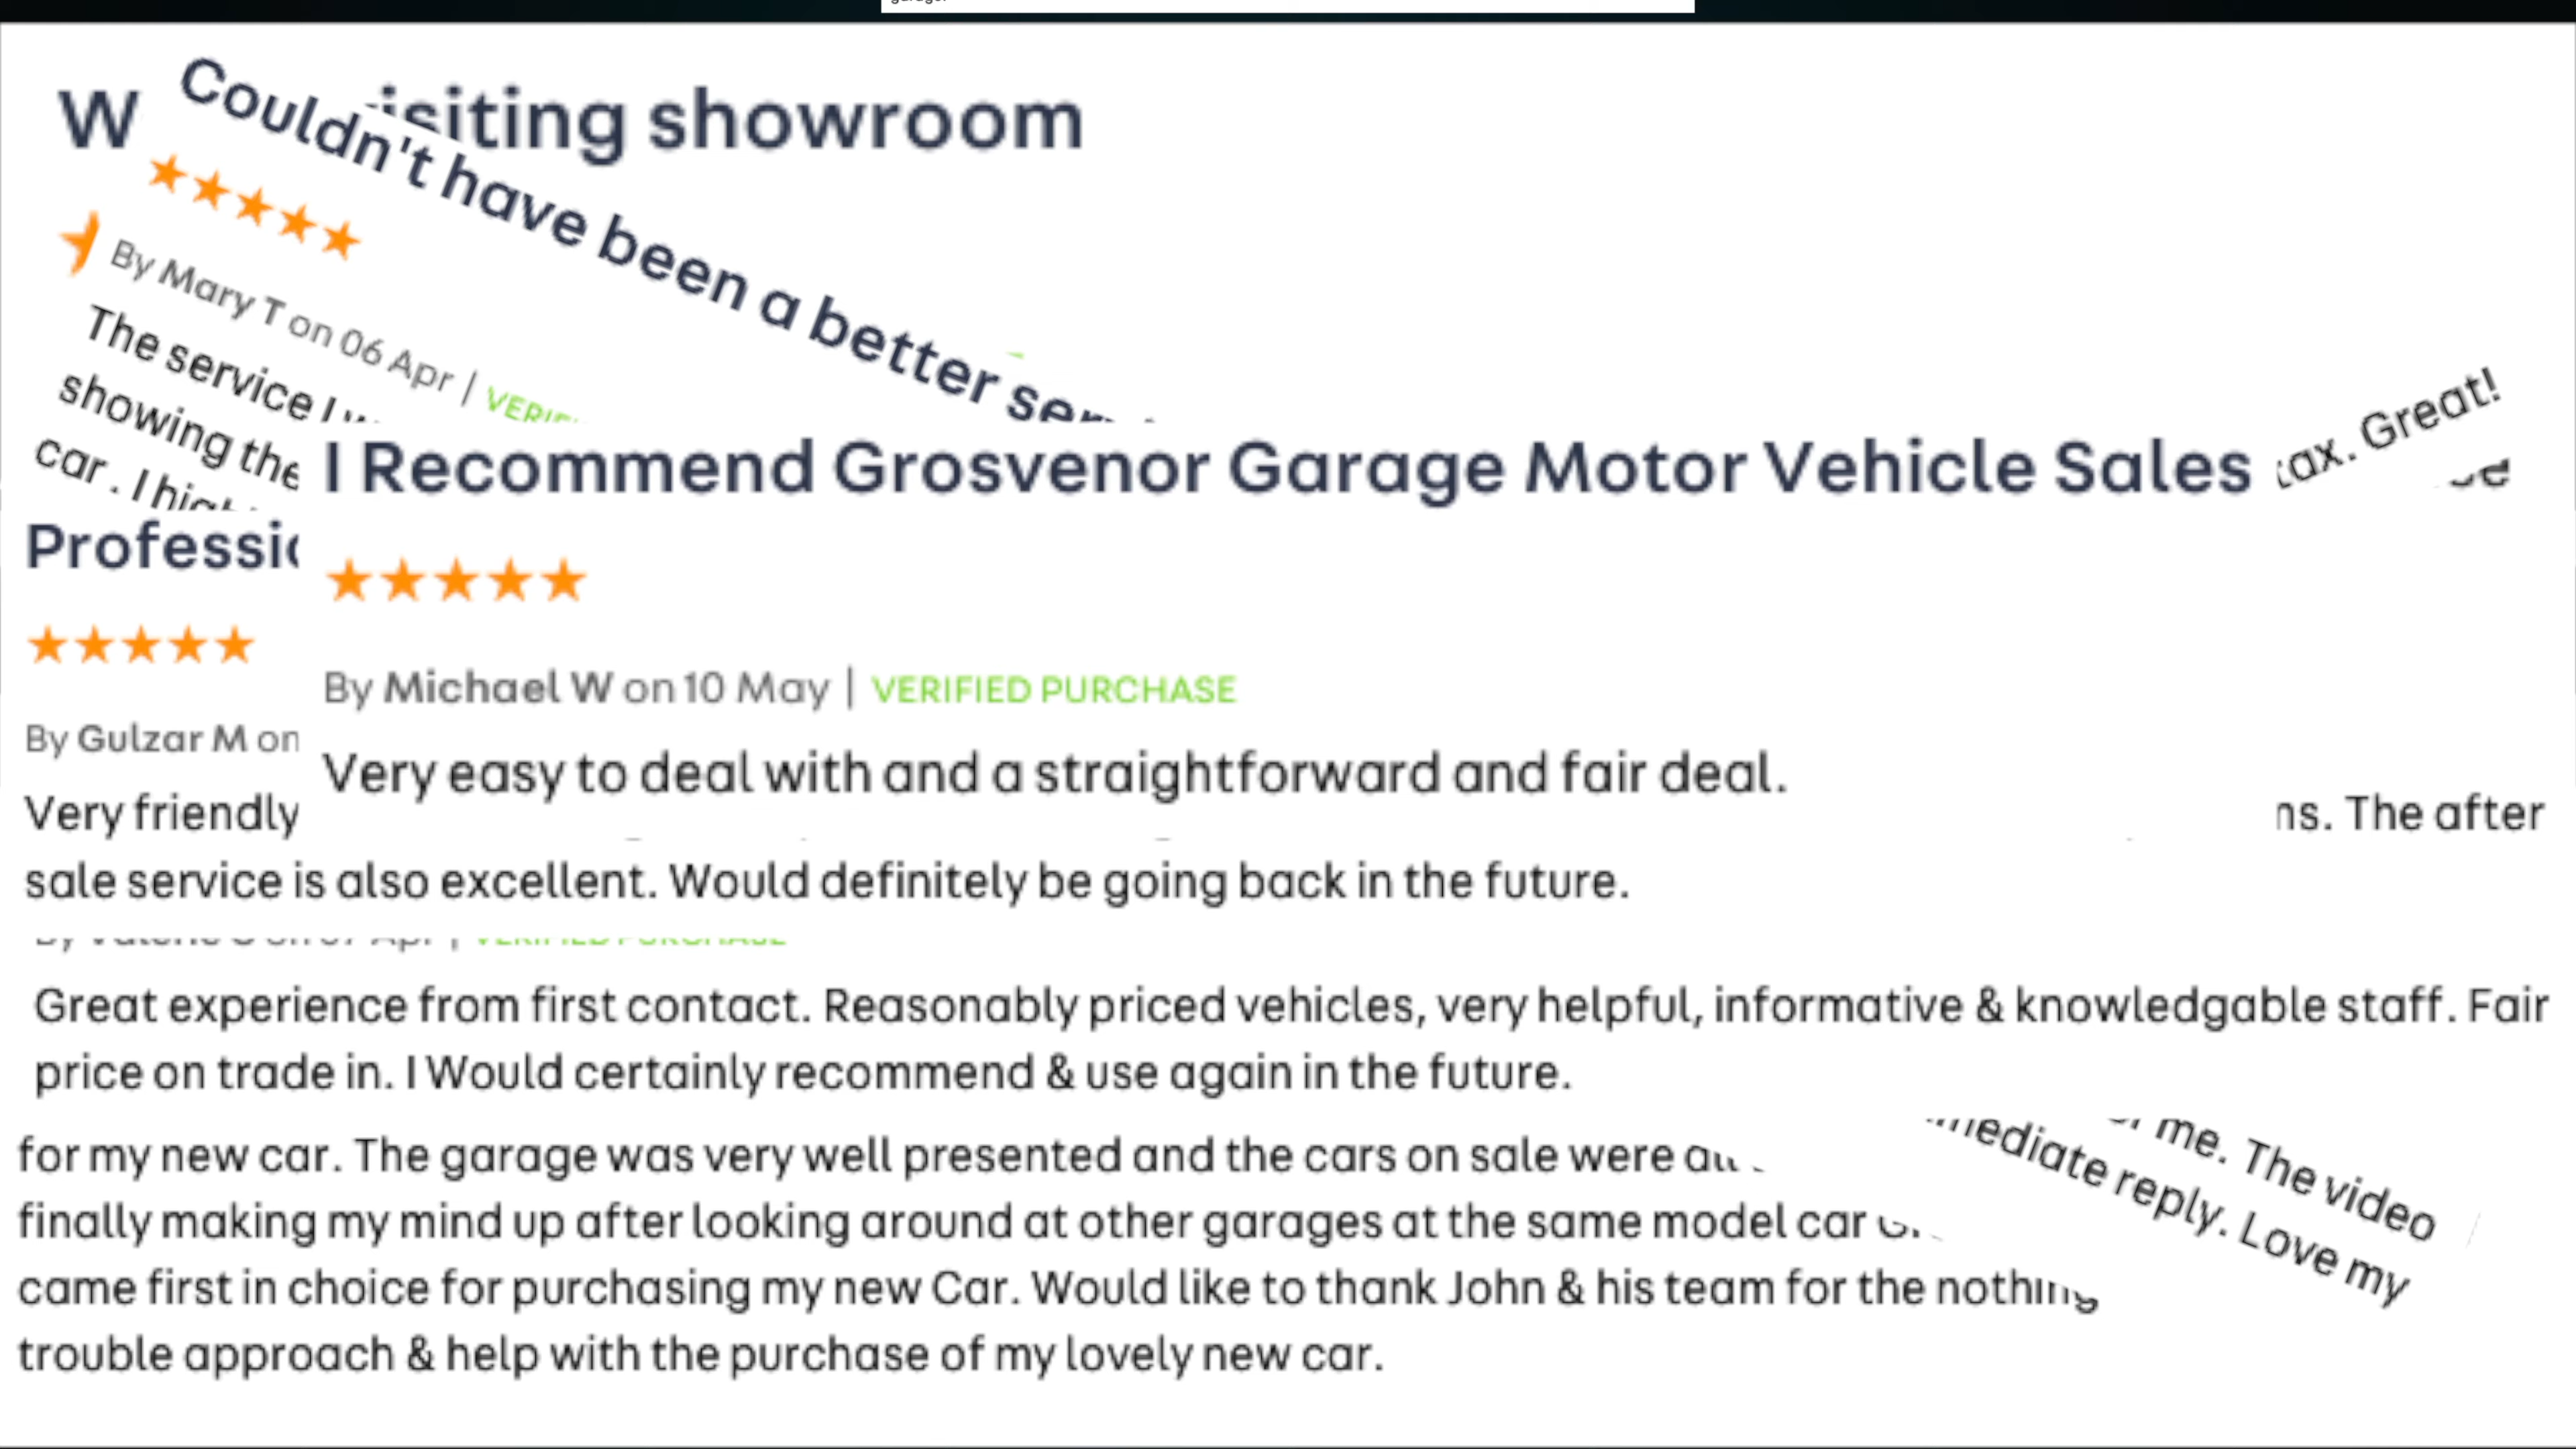 W isiting showroom
Couldn't have been a better
By Mary T on 06 Apr |
The service I
showing the
car. I
tax. Great!
I Recommend Grosvenor Garage Motor Vehicle Sales
By Michael W on 10 May | VERIFIED PURCHASE
Very easy to deal with and a straightforward and fair deal.
By Gulzar M on
Very friendly
ns. The after
sale service is also excellent. Would definitely be going back in the future.
Great experience from first contact. Reasonably priced vehicles, very helpful, informative & knowledgable staff. Fair
price on trade in. I Would certainly recommend & use again in the future.
me. The video
reply. Love my
for my new car. The garage was very well presented and the cars on sale were
finally making my mind up after looking around at other garages at the same model car
came first in choice for purchasing my new Car. Would like to thank John & his team for the nothing
trouble approach & help with the purchase of my lovely new car.